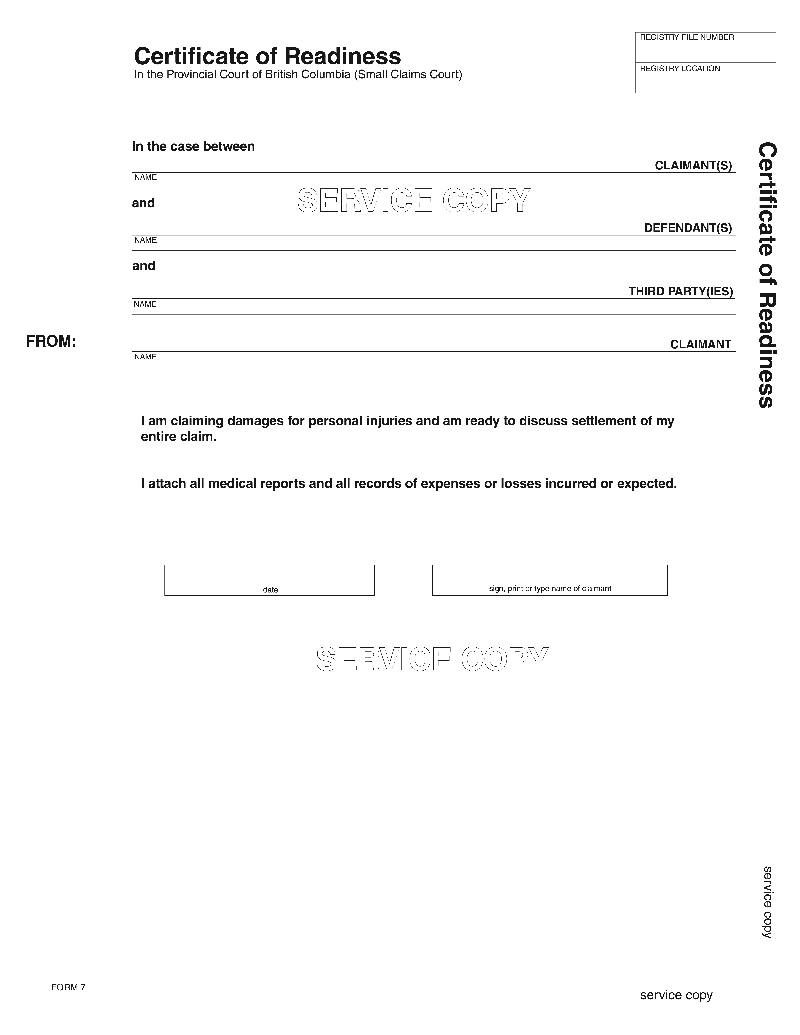 REGISTRY FILE NUMBER
Certificate of Readiness
In the Provincial Court of British Columbia (Small Claims Court)
REGISTRY LOCATION
In the case between
CLAIMANT(S)
NAME
and
SERVICE COPY
DEFENDANT(S)
NAME
and
THIRD PARTY(IES)
NAME
FROM:
CLAIMANT
NAME
Certificate of Readiness
I am claiming damages for personal injuries and am ready to discuss settlement of my
entire claim.
I attach all medical reports and all records of expenses or losses incurred or expected.
date
sign, print or type name of claimant
SERVICE COPY
service copy
FORM 7
service copy